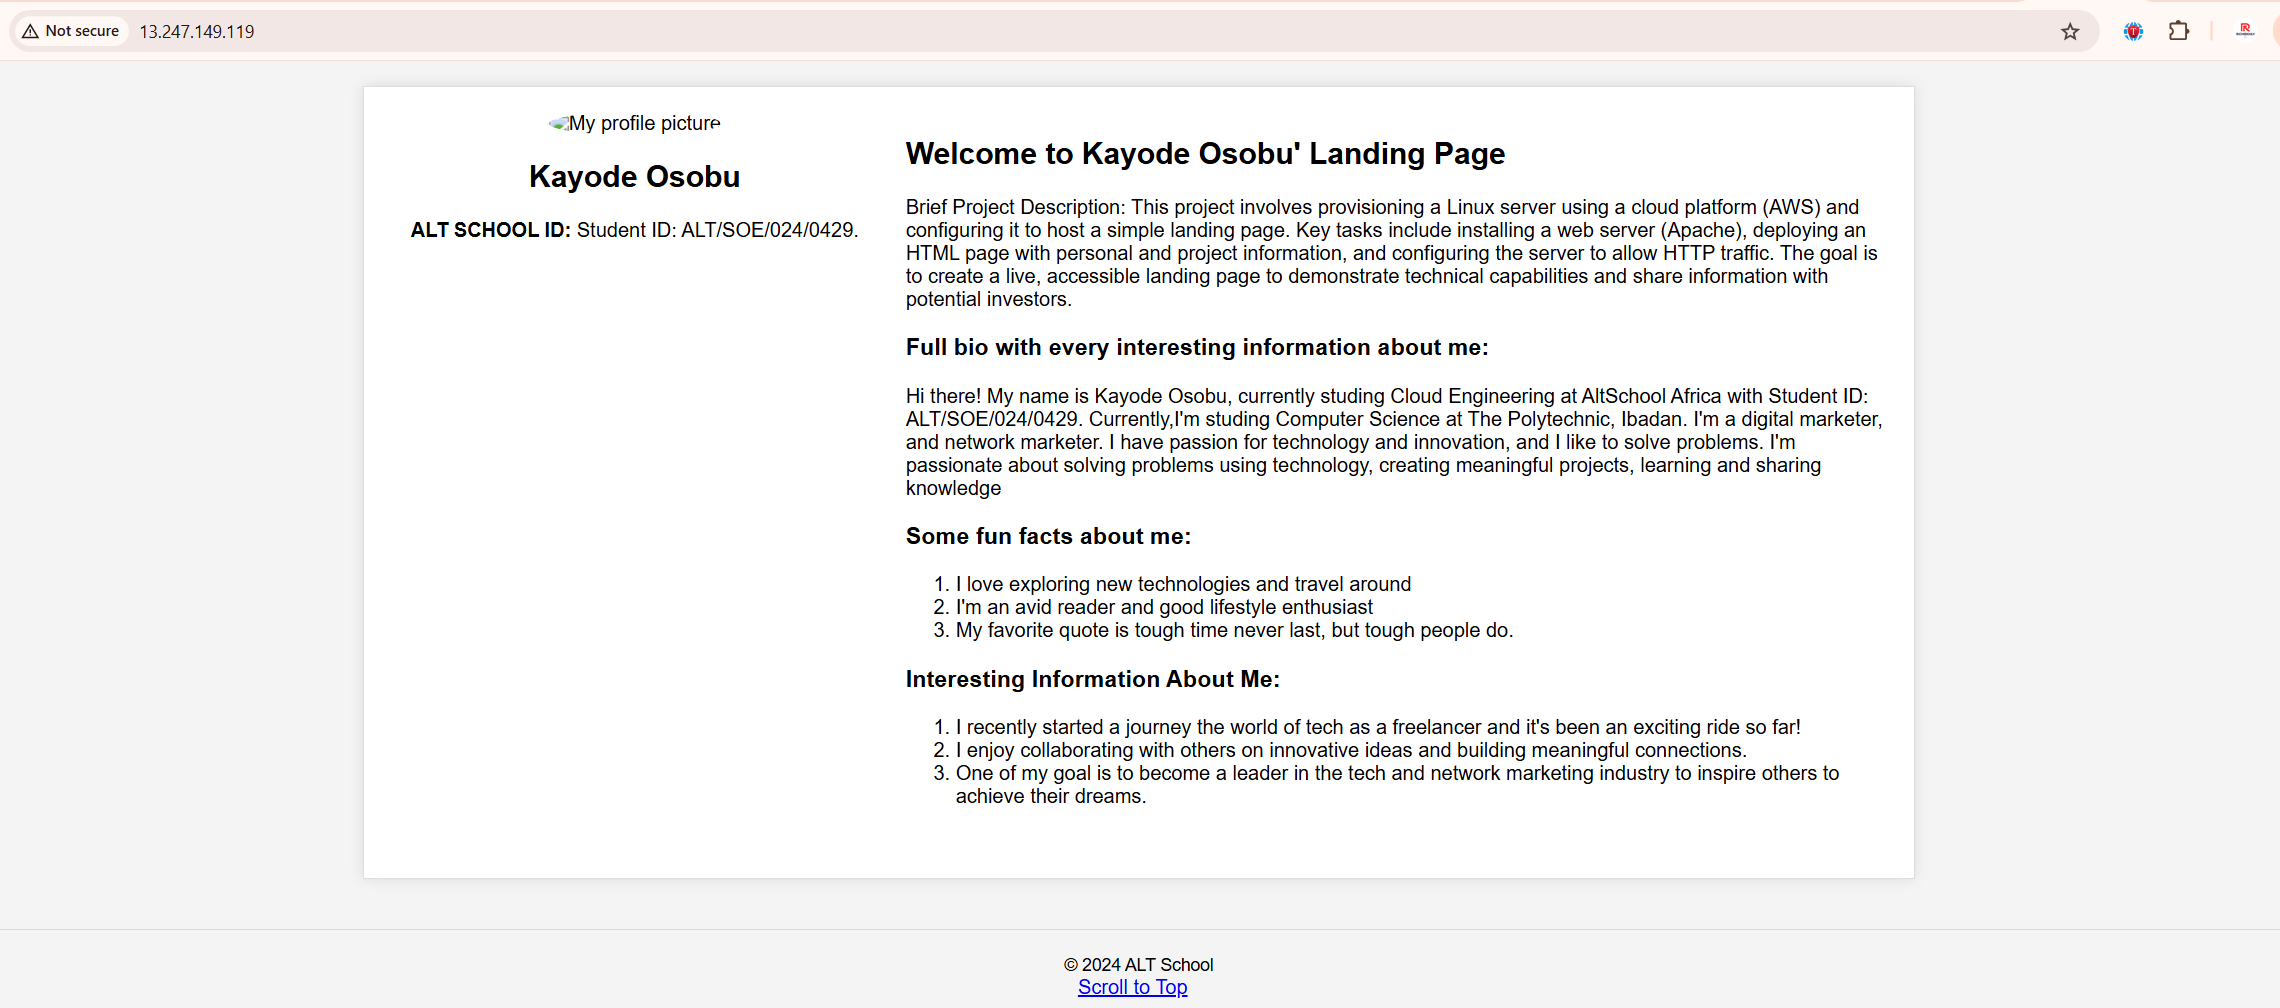 Not secure
13.247.149.119
My profile picture
Kayode Osobu
ALT SCHOOL ID: Student ID: ALT/SOE/024/0429.
Welcome to Kayode Osobu' Landing Page
Brief Project Description: This project involves provisioning a Linux server using a cloud platform (AWS) and
configuring it to host a simple landing page. Key tasks include installing a web server (Apache), deploying an
HTML page with personal and project information, and configuring the server to allow HTTP traffic. The goal is
to create a live, accessible landing page to demonstrate technical capabilities and share information with
potential investors.
Full bio with every interesting information about me:
Hi there! My name is Kayode Osobu, currently studing Cloud Engineering at AltSchool Africa with Student ID:
ALT/SOE/024/0429. Currently,I'm studing Computer Science at The Polytechnic, Ibadan. I'm a digital marketer,
and network marketer. I have passion for technology and innovation, and I like to solve problems. I'm
passionate about solving problems using technology, creating meaningful projects, learning and sharing
knowledge
Some fun facts about me:
1. I love exploring new technologies and travel around
2. I'm an avid reader and good lifestyle enthusiast
3. My favorite quote is tough time never last, but tough people do.
Interesting Information About Me:
1. I recently started a journey the world of tech as a freelancer and it's been an exciting ride so far!
2. I enjoy collaborating with others on innovative ideas and building meaningful connections.
3. One of my goal is to become a leader in the tech and network marketing industry to inspire others to
achieve their dreams.
© 2024 ALT School
Scroll to Top